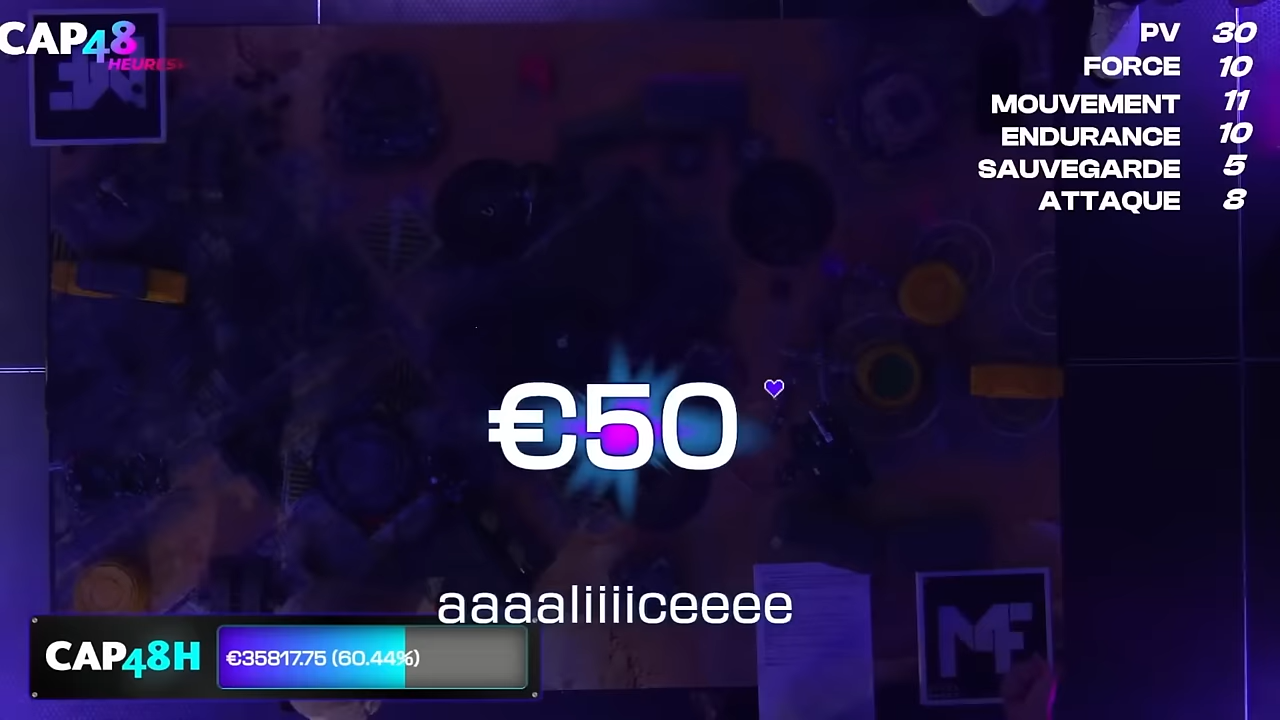 CAP48
HEURES
PV 30
FORCE 10
MOUVEMENT 11
ENDURANCE 10
SAUVEGARDE 5
ATTAQUE 8
€50
aaaaliiiiceeee
CAP48H €35817.75 (60.44%)
MF